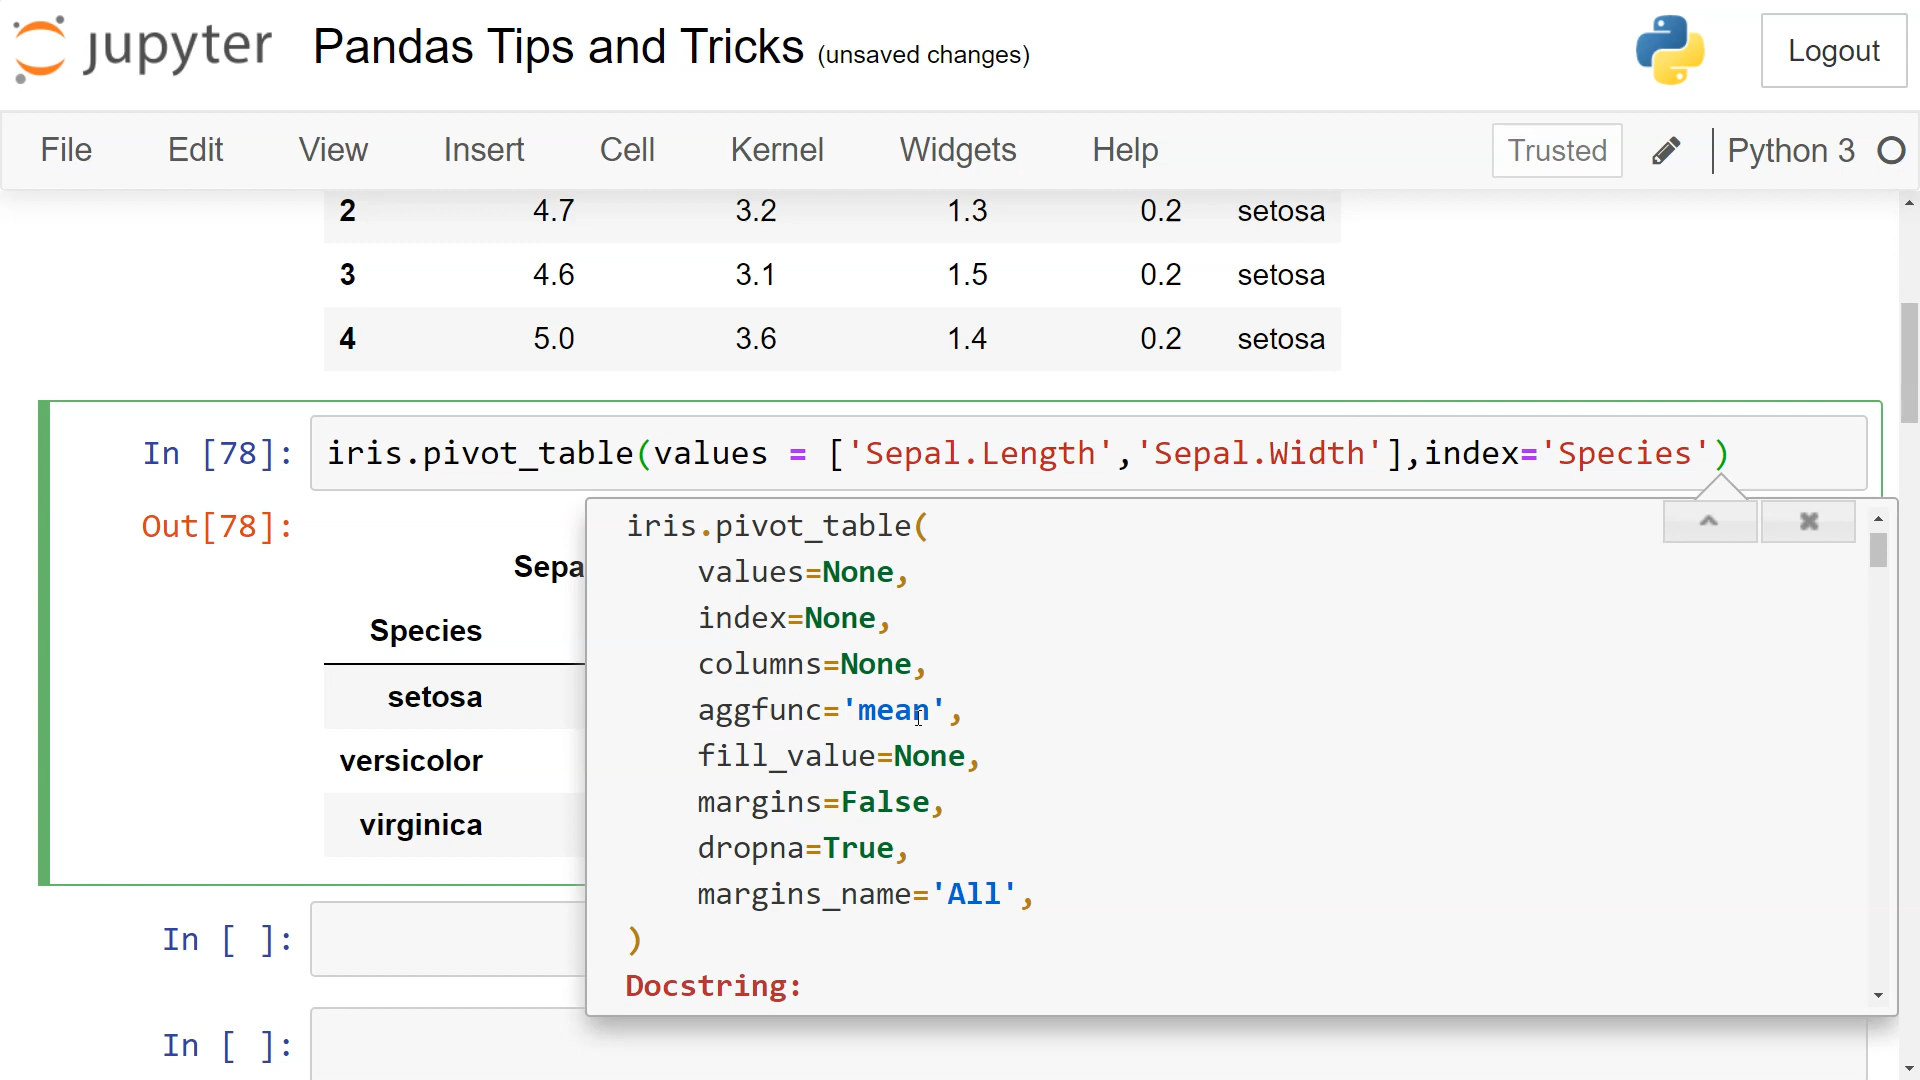 jupyter Pandas Tips and Tricks (unsaved changes) Logout
File Edit View Insert Cell Kernel Widgets Help Trusted Python 3
2 4.7 3.2 1.3 0.2 setosa
3 4.6 3.1 1.5 0.2 setosa
4 5.0 3.6 1.4 0.2 setosa
In [78]: iris.pivot_table(values = ['Sepal.Length','Sepal.Width'],index='Species')
Out[78]:
Sepa
Species
setosa
versicolor
virginica
iris.pivot_table(
values=None,
index=None,
columns=None,
aggfunc='mean',
fill_value=None,
margins=False,
dropna=True,
margins_name='All',
)
Docstring:
In [ ]:
In [ ]: